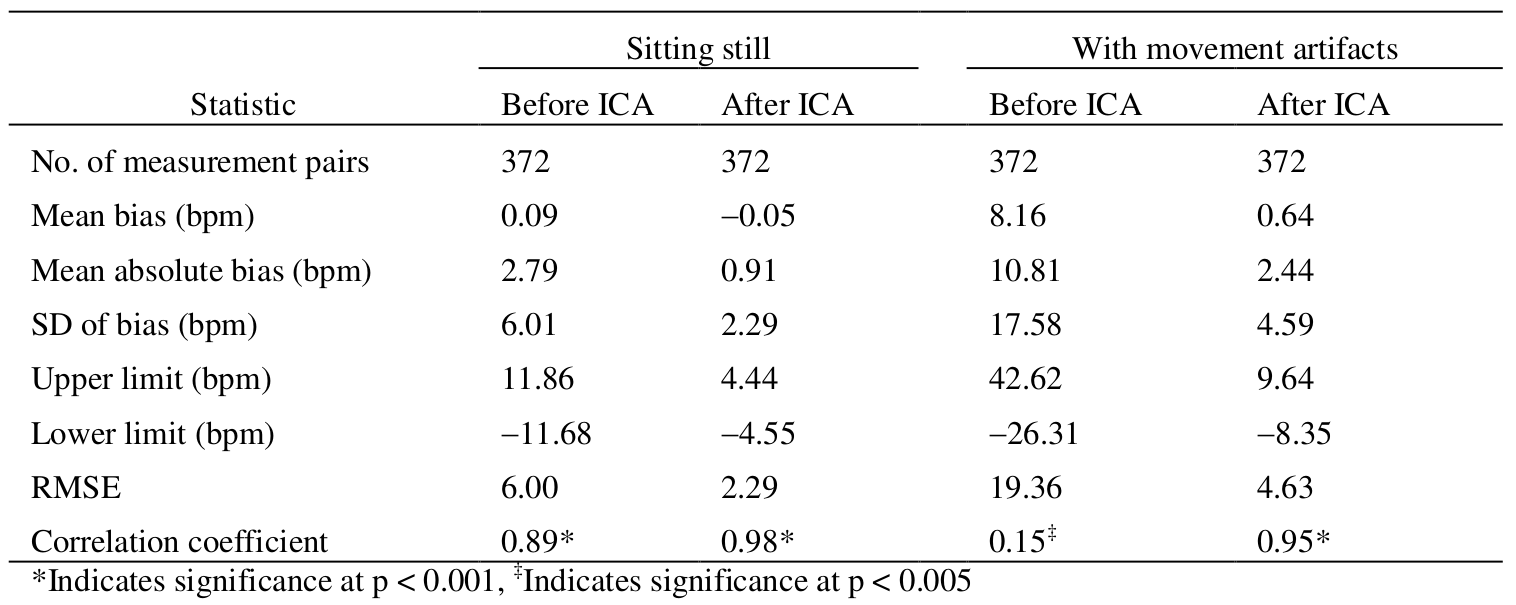 Sitting still With movement artifacts
Statistic Before ICA After ICA Before ICA After ICA
No. of measurement pairs 372 372 372 372
Mean bias (bpm) 0.09 –0.05 8.16 0.64
Mean absolute bias (bpm) 2.79 0.91 10.81 2.44
SD of bias (bpm) 6.01 2.29 17.58 4.59
Upper limit (bpm) 11.86 4.44 42.62 9.64
Lower limit (bpm) –11.68 –4.55 –26.31 –8.35
RMSE 6.00 2.29 19.36 4.63
Correlation coefficient 0.89* 0.98* 0.15‡ 0.95*
*Indicates significance at p < 0.001, ‡Indicates significance at p < 0.005